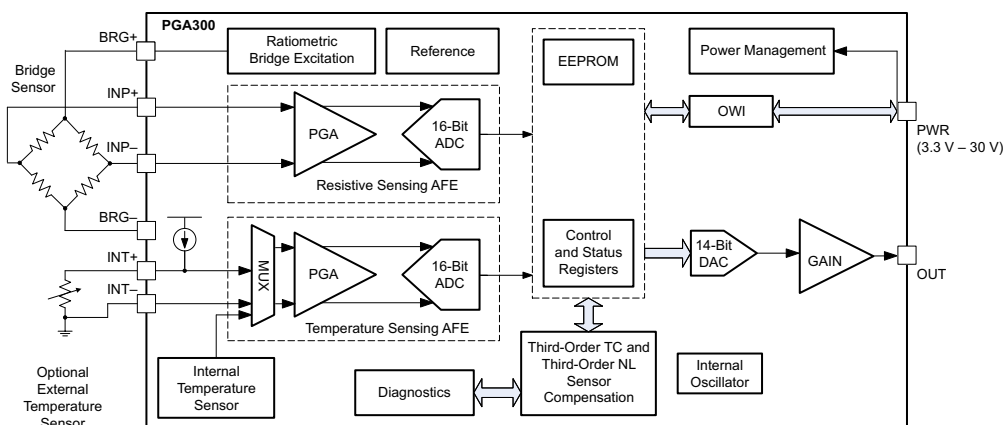 PGA300
BRG+
Bridge
Sensor
INP+
INP–
BRG–
INT+
INT–
Optional
External
Temperature
Sensor
Ratiometric
Bridge Excitation
Reference
PGA
16-Bit
ADC
Resistive Sensing AFE
MUX
PGA
16-Bit
ADC
Temperature Sensing AFE
Internal
Temperature
Sensor
EEPROM
Control
and Status
Registers
Power Management
OWI
PWR
(3.3 V – 30 V)
14-Bit
DAC
GAIN
OUT
Diagnostics
Third-Order TC and
Third-Order NL
Sensor
Compensation
Internal
Oscillator